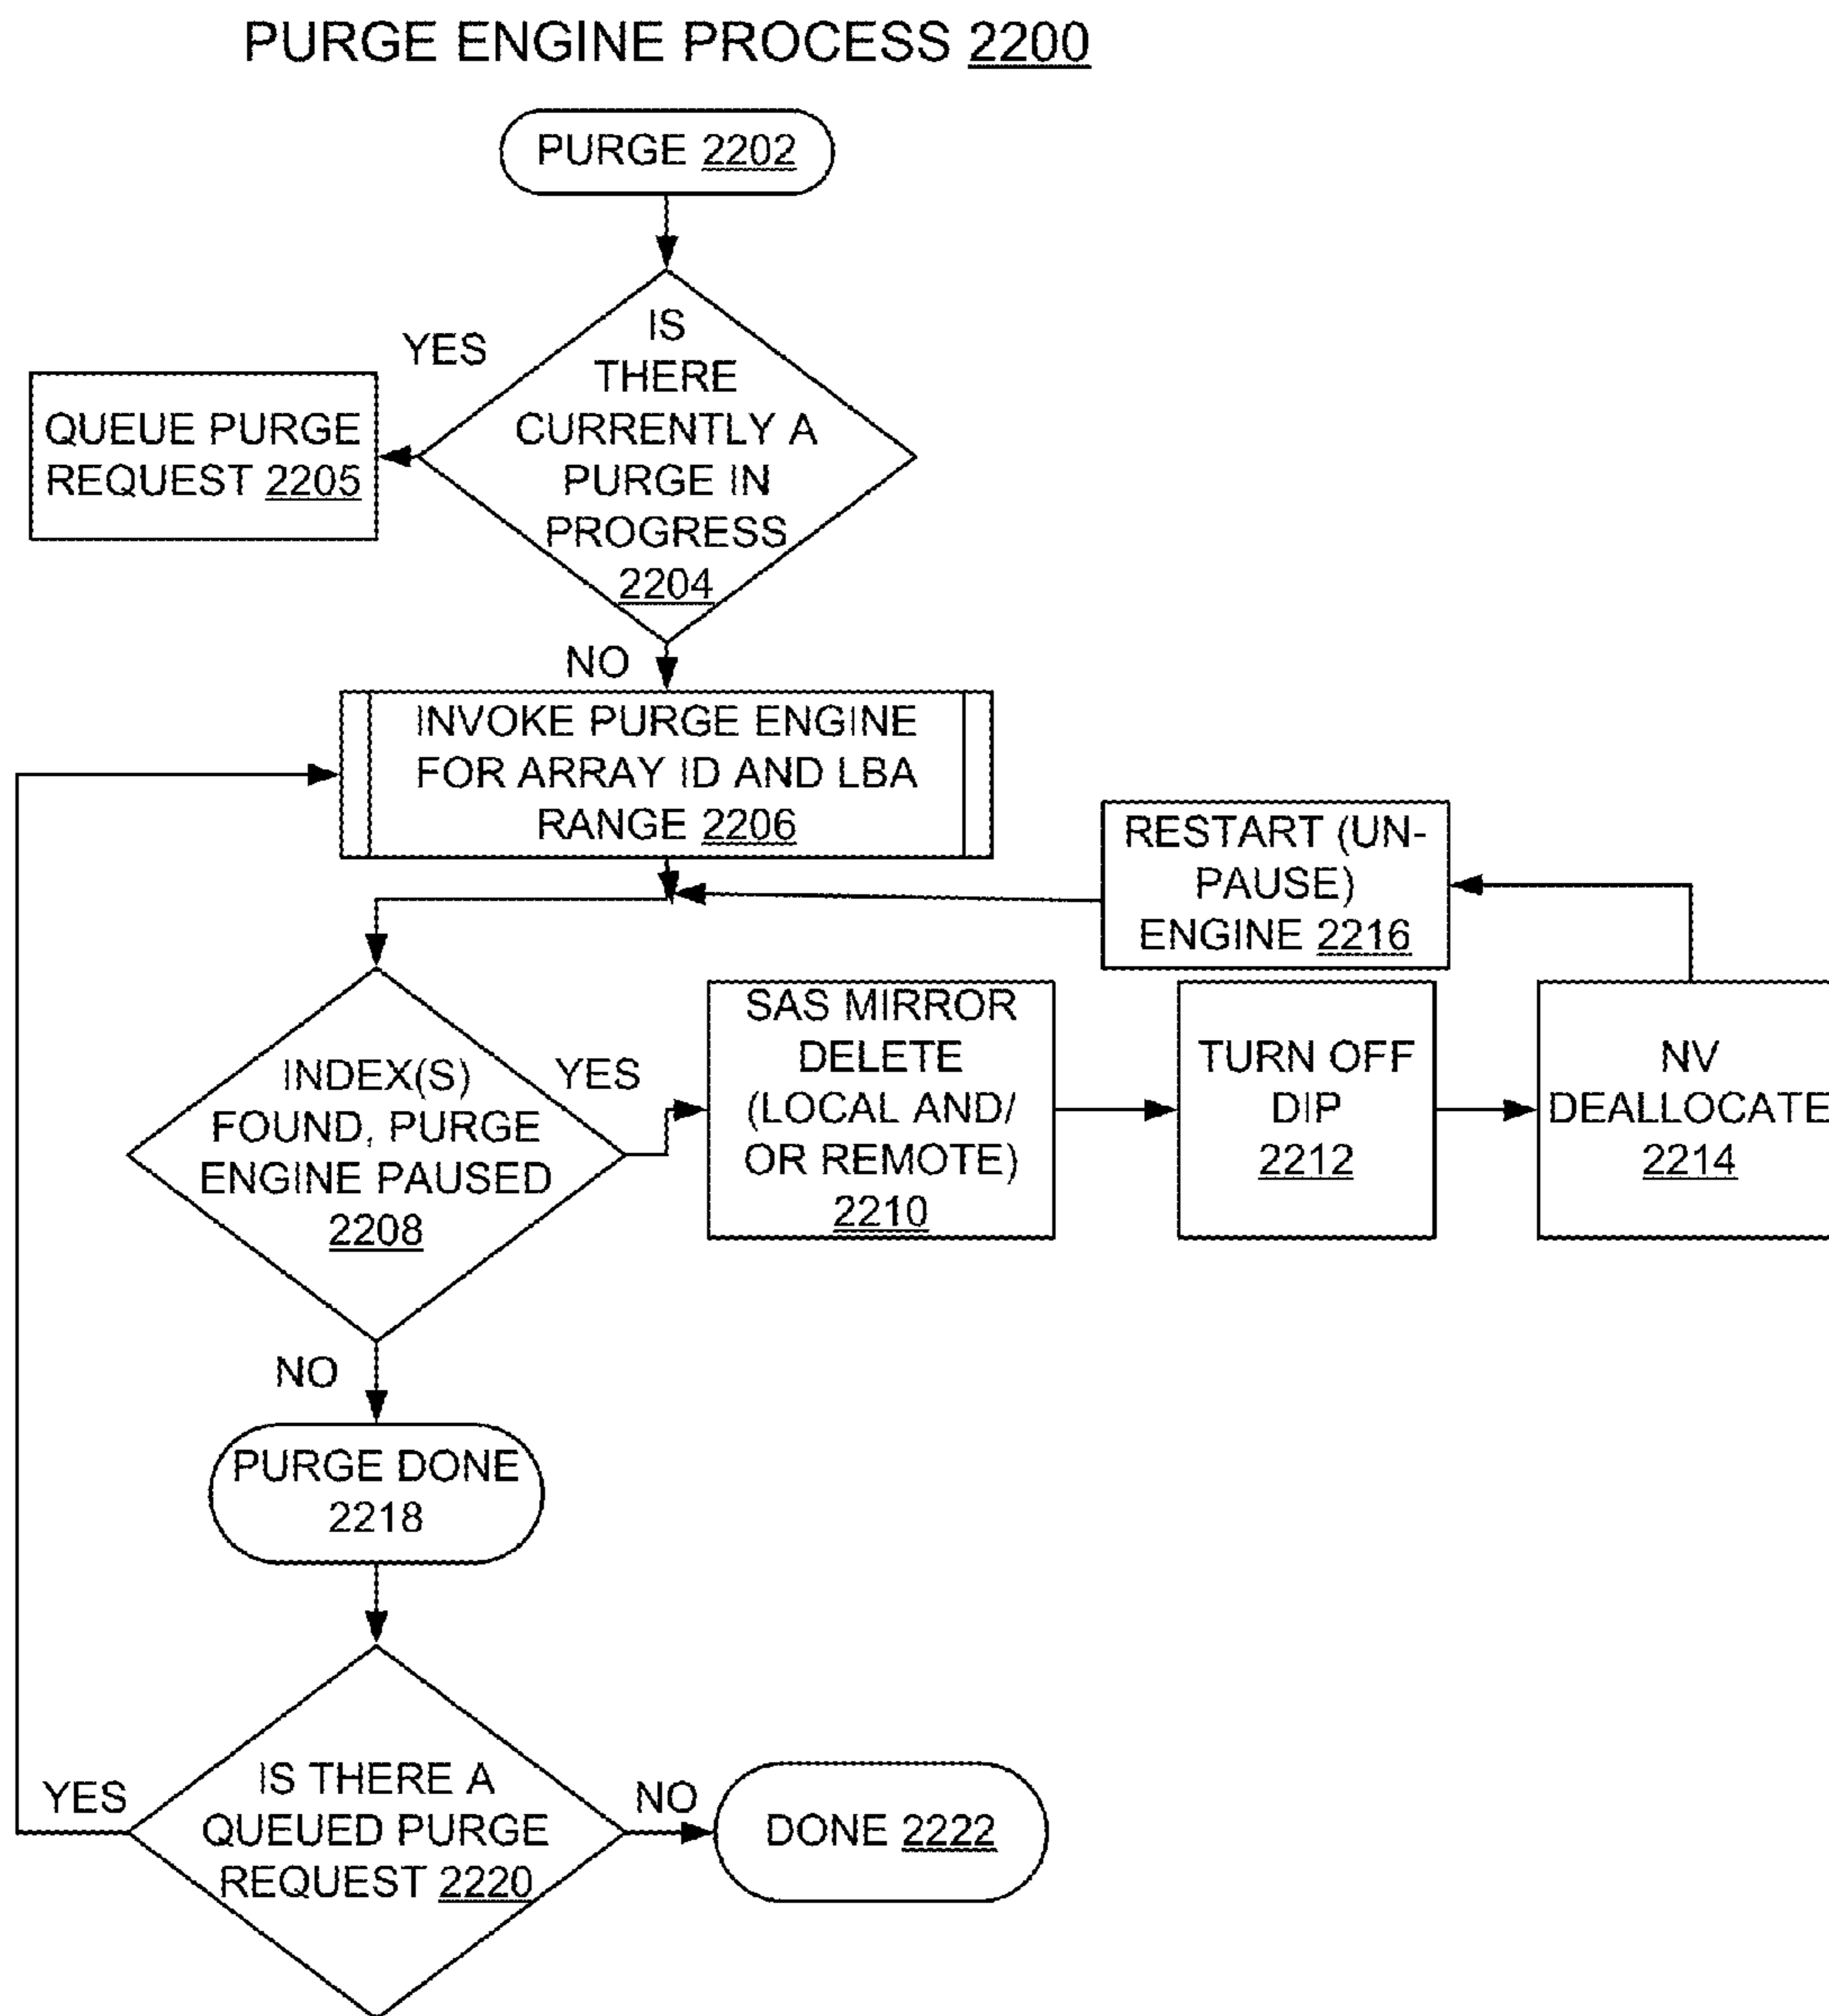 PURGE ENGINE PROCESS 2200
PURGE 2202
IS
THERE
CURRENTLY A
PURGE IN
PROGRESS
2204
YES
QUEUE PURGE
REQUEST 2205
NO
INVOKE PURGE ENGINE
FOR ARRAY ID AND LBA
RANGE 2206
RESTART (UN-
PAUSE)
ENGINE 2216
INDEX(S)
FOUND, PURGE
ENGINE PAUSED
2208
YES
SAS MIRROR
DELETE
(LOCAL AND/
OR REMOTE)
2210
TURN OFF
DIP
2212
NV
DEALLOCATE
2214
NO
PURGE DONE
2218
IS THERE A
QUEUED PURGE
REQUEST 2220
YES
NO
DONE 2222